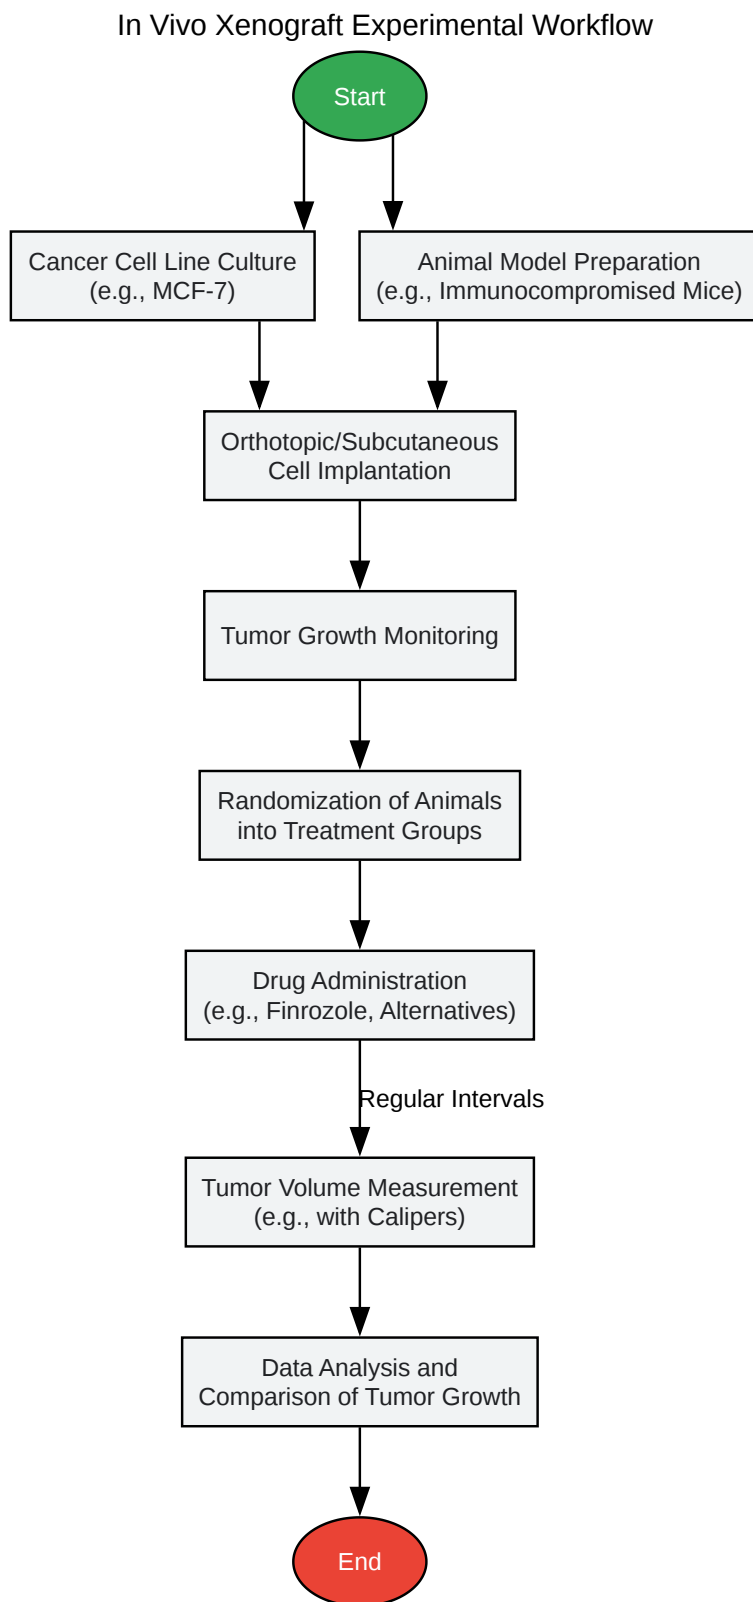 In Vivo Xenograft Experimental Workflow
Start
Cancer Cell Line Culture
(e.g., MCF-7)
Animal Model Preparation
(e.g., Immunocompromised Mice)
Orthotopic/Subcutaneous
Cell Implantation
Tumor Growth Monitoring
Randomization of Animals
into Treatment Groups
Drug Administration
(e.g., Finrozole, Alternatives)
Regular Intervals
Tumor Volume Measurement
(e.g., with Calipers)
Data Analysis and
Comparison of Tumor Growth
End